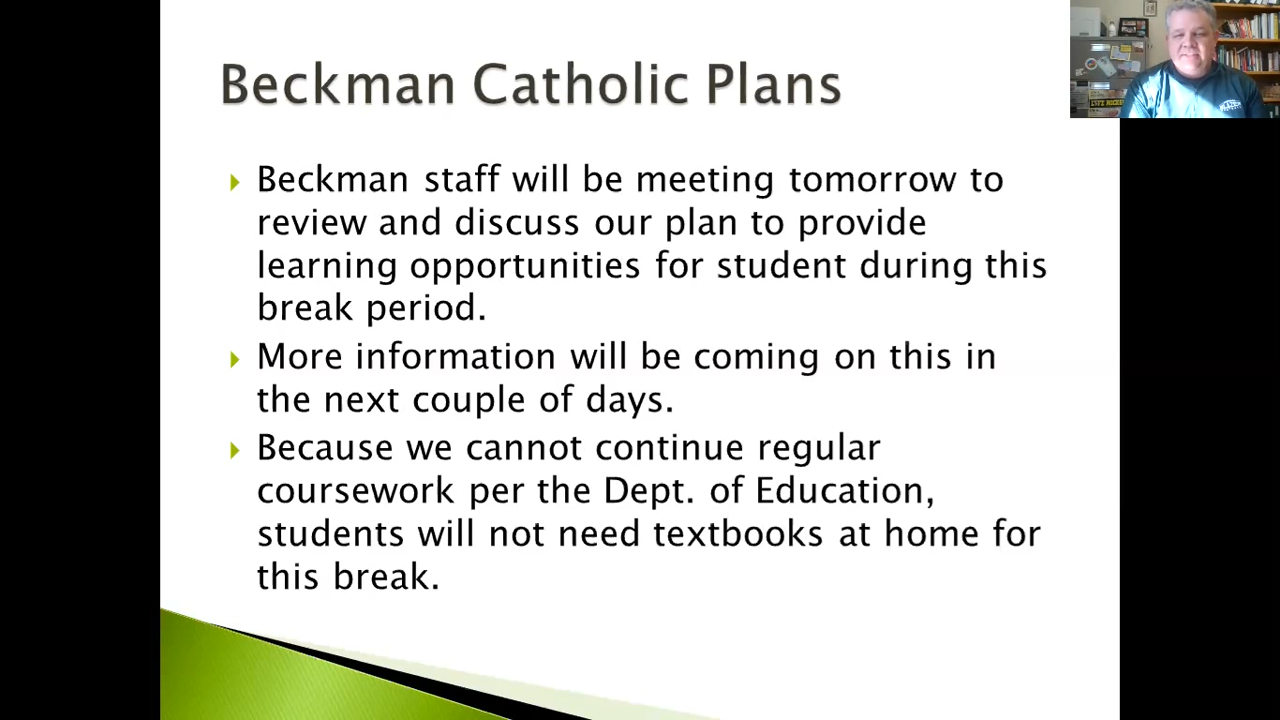 Beckman Catholic Plans
Beckman staff will be meeting tomorrow to
review and discuss our plan to provide
learning opportunities for student during this
break period.
More information will be coming on this in
the next couple of days.
Because we cannot continue regular
coursework per the Dept. of Education,
students will not need textbooks at home for
this break.